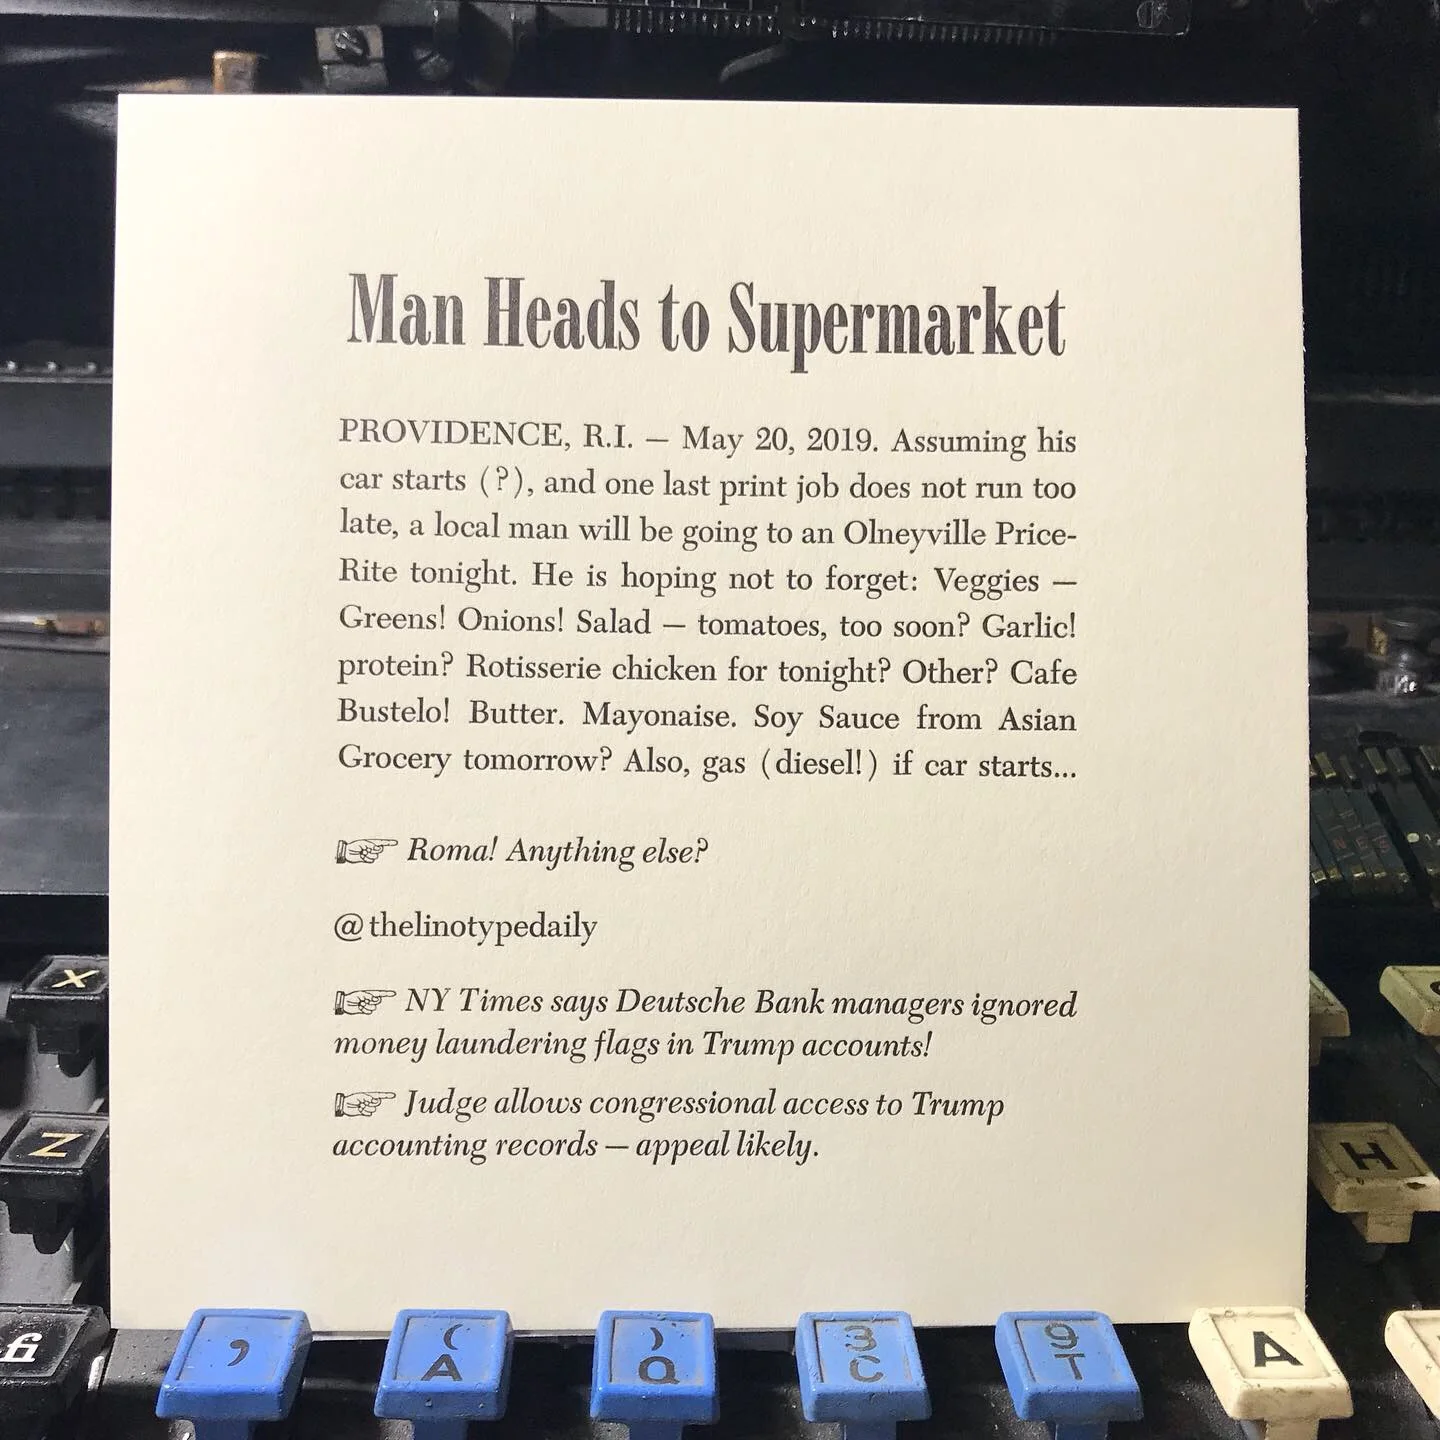 Man Heads to Supermarket
PROVIDENCE, R.I. — May 20, 2019. Assuming his
car starts (?), and one last print job does not run too
late, a local man will be going to an Olneyville Price-
Rite tonight. He is hoping not to forget: Veggies —
Greens! Onions! Salad — tomatoes, too soon? Garlic!
protein? Rotisserie chicken for tonight? Other? Cafe
Bustelo! Butter. Mayonaise. Soy Sauce from Asian
Grocery tomorrow? Also, gas (diesel!) if car starts...
☞ Roma! Anything else?
@thelinotypedaily
☞ NY Times says Deutsche Bank managers ignored
money laundering flags in Trump accounts!
☞ Judge allows congressional access to Trump
accounting records — appeal likely.
X
Z
H
fi
,
( A
) Q
3 C
9 T
A